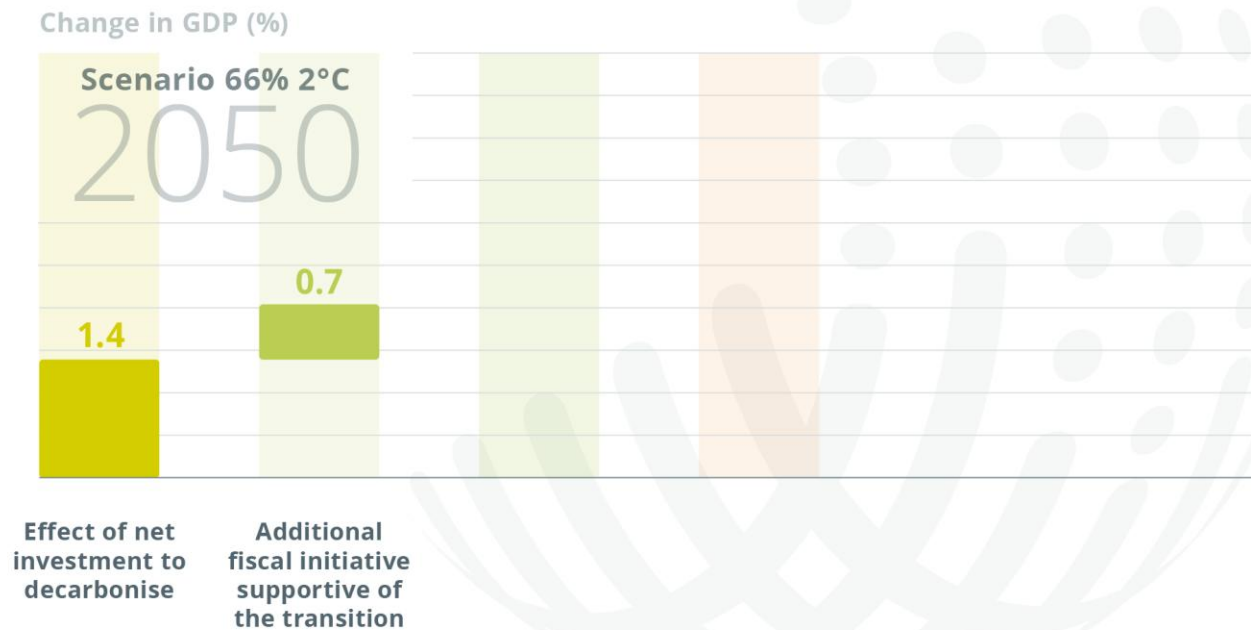 Change in GDP (%)
Scenario 66% 2°C
2050
0.7
1.4
Effect of net
investment to
decarbonise
Additional
fiscal initiative
supportive of
the transition